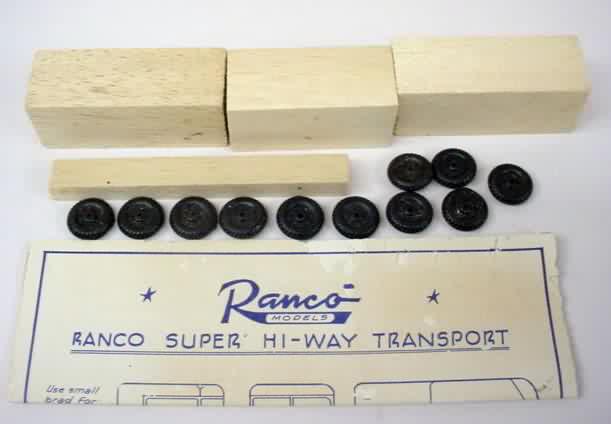 Ranco
MODELS
RANCO SUPER HI-WAY TRANSPORT
Use small
brad for